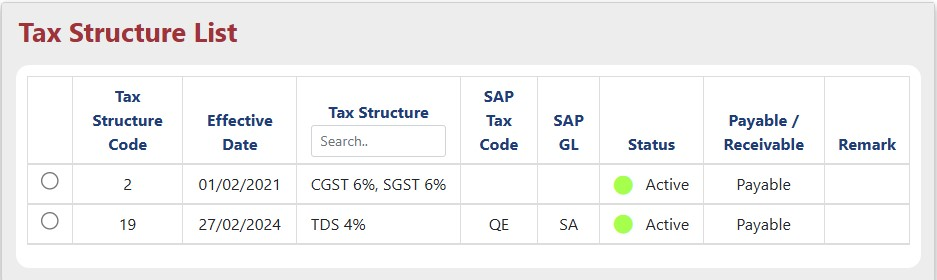 Tax Structure List
Tax Structure Code
Effective Date
Tax Structure
Search..
SAP Tax Code
SAP GL
Status
Payable / Receivable
Remark
2 01/02/2021 CGST 6%, SGST 6% Active Payable
19 27/02/2024 TDS 4% QE SA Active Payable